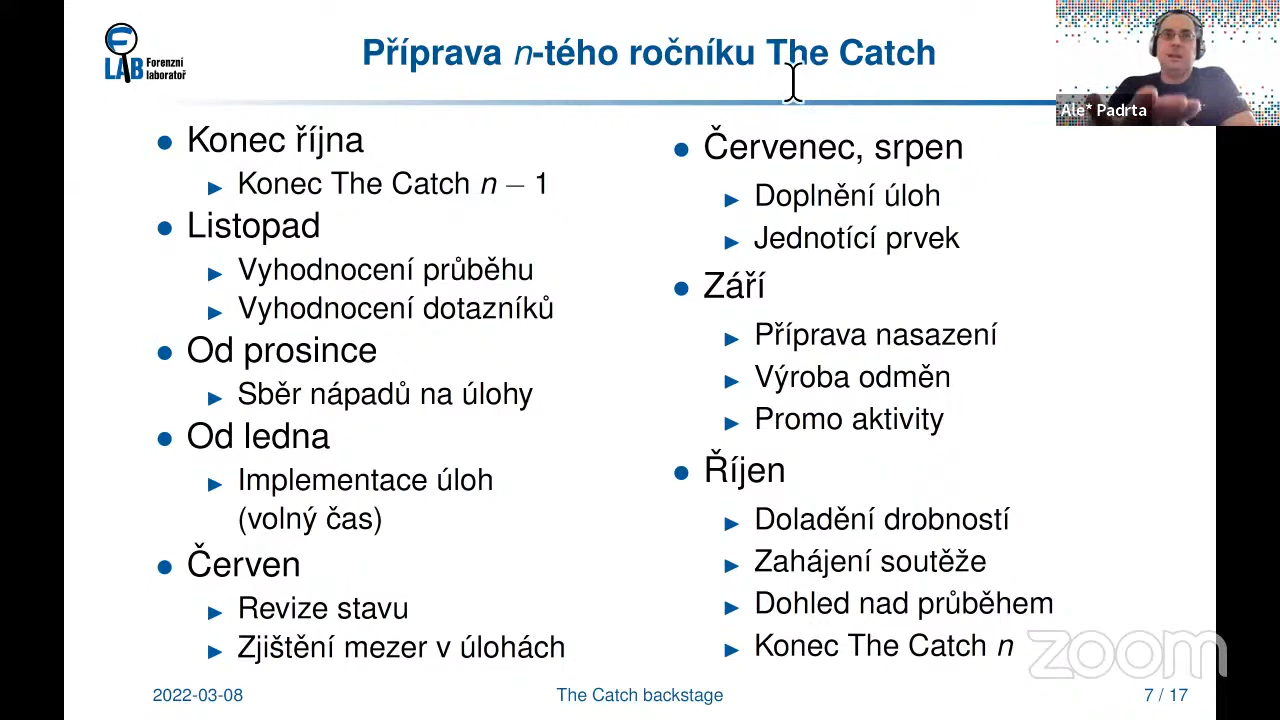 LAB
Forenzní
laboratoř
Příprava n-tého ročníku The Catch
Ale* Padrta
• Konec října
► Konec The Catch n − 1
• Listopad
► Vyhodnocení průběhu
► Vyhodnocení dotazníků
• Od prosince
► Sběr nápadů na úlohy
• Od ledna
► Implementace úloh
(volný čas)
• Červen
► Revize stavu
► Zjištění mezer v úlohách
• Červenec, srpen
► Doplnění úloh
► Jednotící prvek
• Září
► Příprava nasazení
► Výroba odměn
► Promo aktivity
• Říjen
► Doladění drobností
► Zahájení soutěže
► Dohled nad průběhem
► Konec The Catch n
zoom
2022-03-08
The Catch backstage
7 / 17